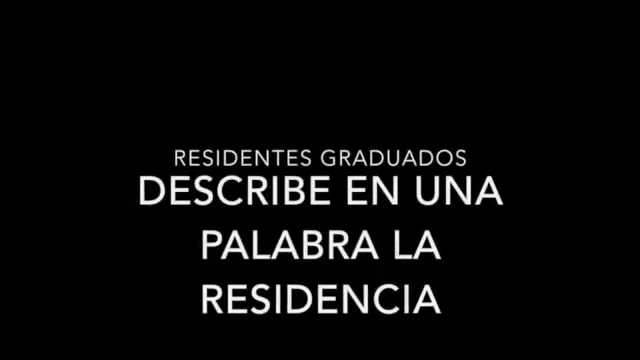 RESIDENTES GRADUADOS
DESCRIBE EN UNA
PALABRA LA
RESIDENCIA